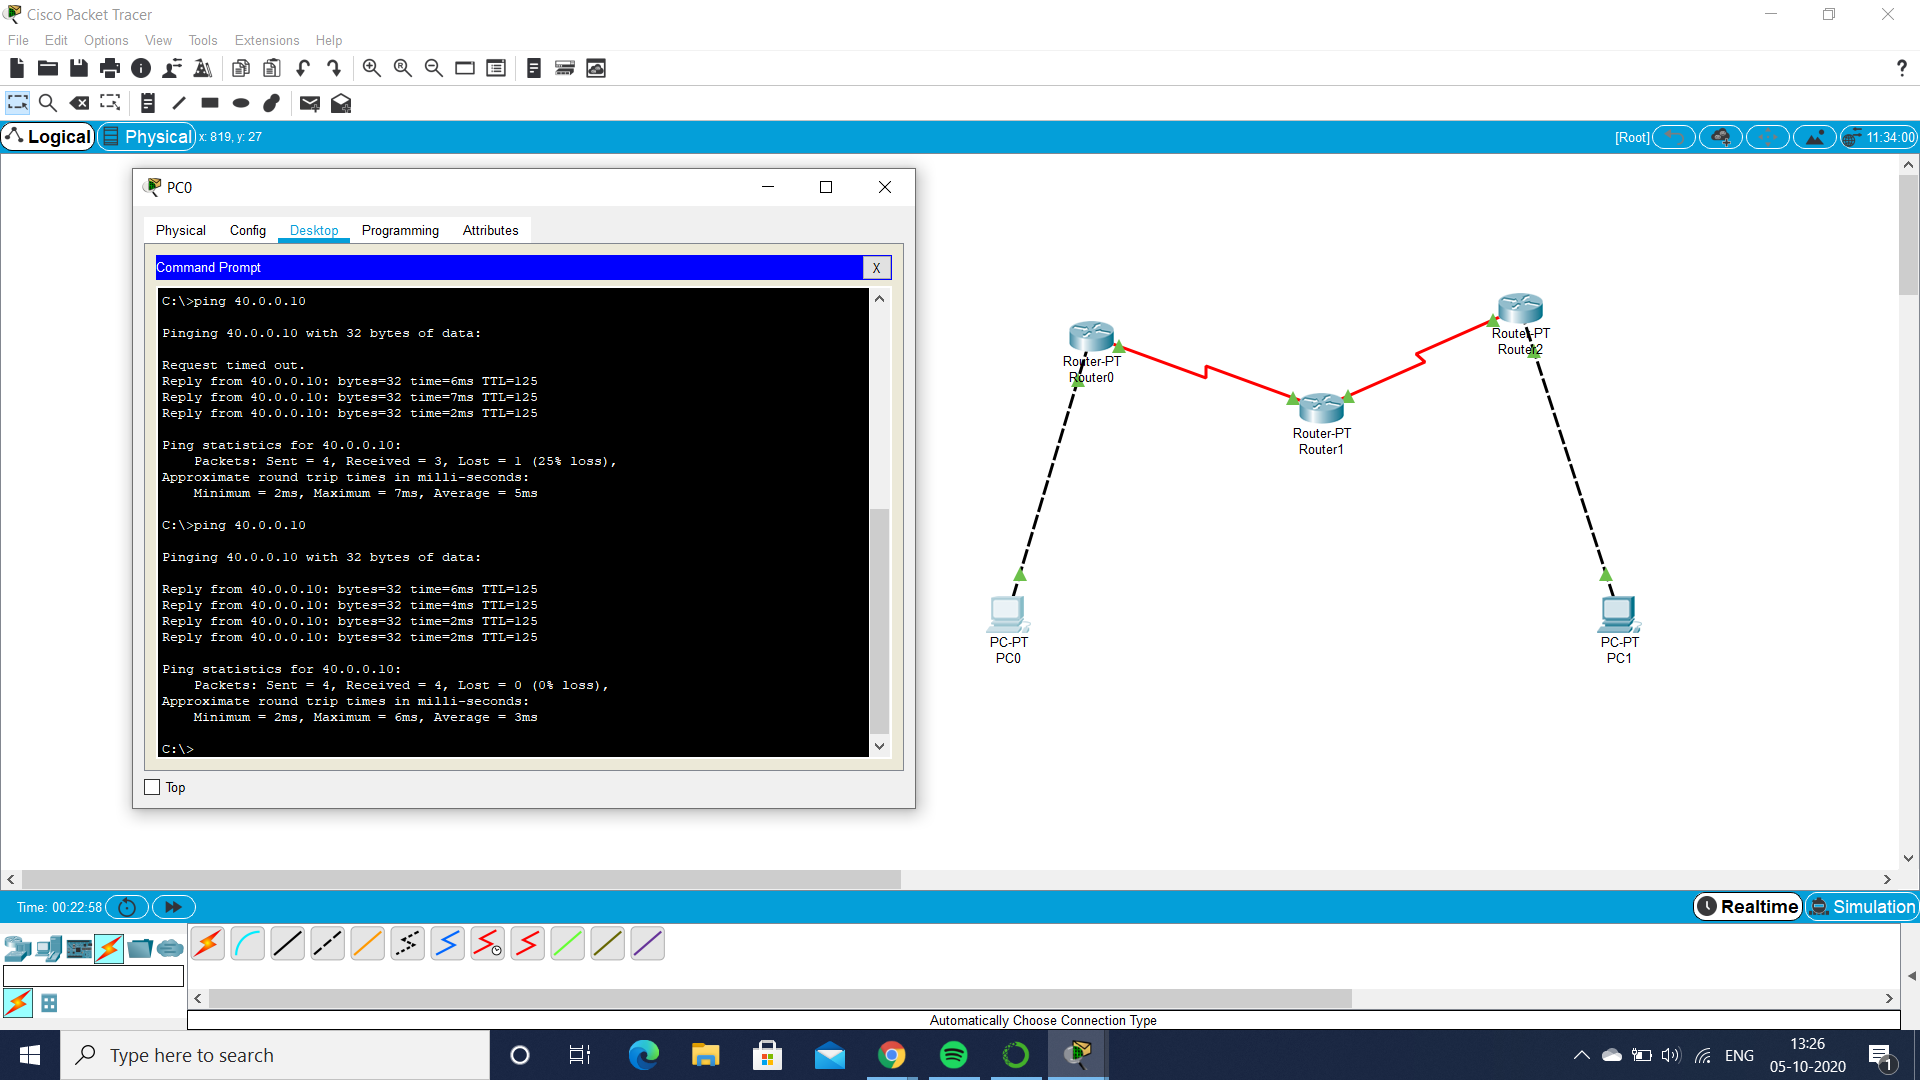 Cisco Packet Tracer
File Edit Options View Tools Extensions Help
?
Logical Physical x: 819, y: 27 [Root] 11:34:00
PC0
Physical Config Desktop Programming Attributes
Command Prompt X
C:\>ping 40.0.0.10
Pinging 40.0.0.10 with 32 bytes of data:
Request timed out.
Reply from 40.0.0.10: bytes=32 time=6ms TTL=125
Reply from 40.0.0.10: bytes=32 time=7ms TTL=125
Reply from 40.0.0.10: bytes=32 time=2ms TTL=125
Ping statistics for 40.0.0.10:
Packets: Sent = 4, Received = 3, Lost = 1 (25% loss),
Approximate round trip times in milli-seconds:
Minimum = 2ms, Maximum = 7ms, Average = 5ms
C:\>ping 40.0.0.10
Pinging 40.0.0.10 with 32 bytes of data:
Reply from 40.0.0.10: bytes=32 time=6ms TTL=125
Reply from 40.0.0.10: bytes=32 time=4ms TTL=125
Reply from 40.0.0.10: bytes=32 time=2ms TTL=125
Reply from 40.0.0.10: bytes=32 time=2ms TTL=125
Ping statistics for 40.0.0.10:
Packets: Sent = 4, Received = 4, Lost = 0 (0% loss),
Approximate round trip times in milli-seconds:
Minimum = 2ms, Maximum = 6ms, Average = 3ms
C:\>
Top
Router-PT
Router0
Router-PT
Router1
Router-PT
Router2
PC-PT
PC0
PC-PT
PC1
Time: 00:22:58 Realtime Simulation
Automatically Choose Connection Type
Type here to search
ENG
13:26
05-10-2020
1